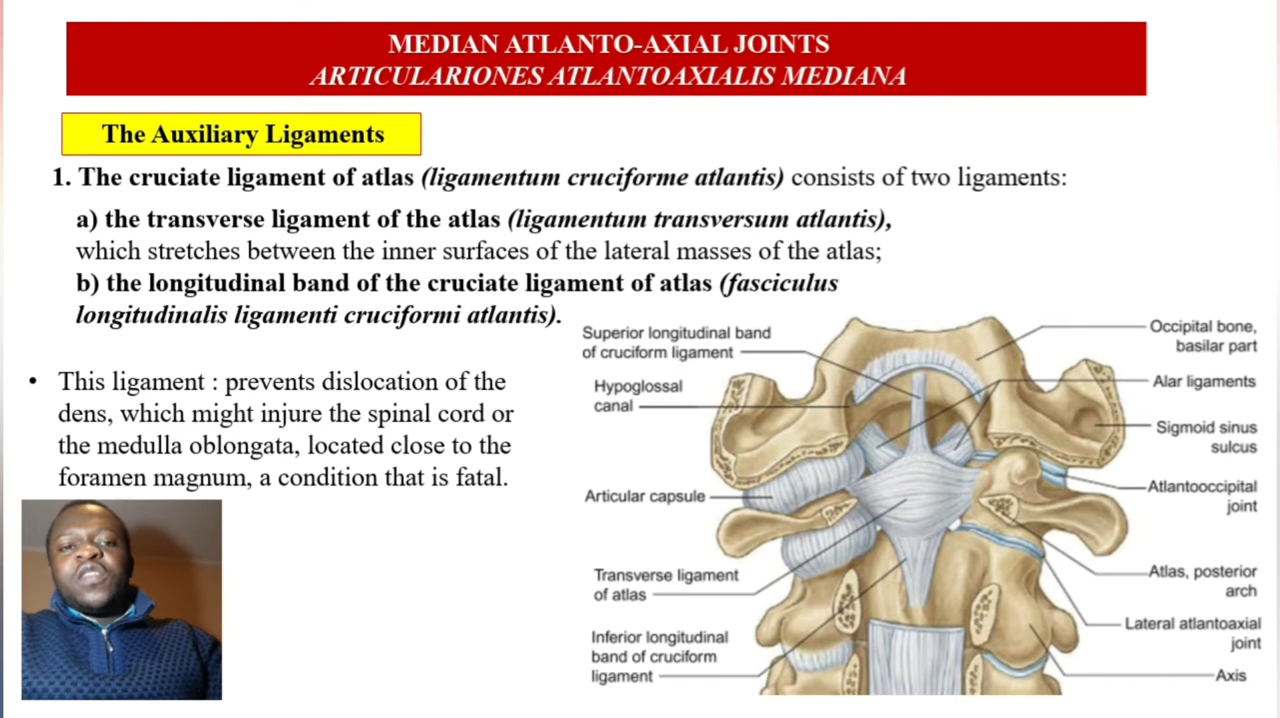 MEDIAN ATLANTO-AXIAL JOINTS
ARTICULARIONES ATLANTOAXIALIS MEDIANA
The Auxiliary Ligaments
1. The cruciate ligament of atlas (ligamentum cruciforme atlantis) consists of two ligaments:
a) the transverse ligament of the atlas (ligamentum transversum atlantis),
which stretches between the inner surfaces of the lateral masses of the atlas;
b) the longitudinal band of the cruciate ligament of atlas (fasciculus
longitudinalis ligamenti cruciformi atlantis).
• This ligament : prevents dislocation of the
dens, which might injure the spinal cord or
the medulla oblongata, located close to the
foramen magnum, a condition that is fatal.
Superior longitudinal band
of cruciform ligament
Hypoglossal
canal
Articular capsule
Transverse ligament
of atlas
Inferior longitudinal
band of cruciform
ligament
Occipital bone,
basilar part
Alar ligaments
Sigmoid sinus
sulcus
Atlantooccipital
joint
Atlas, posterior
arch
Lateral atlantoaxial
joint
Axis